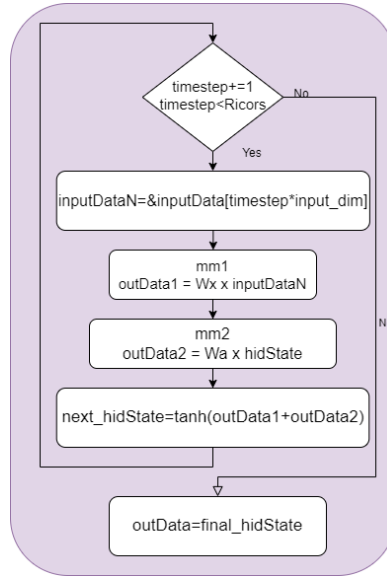 timestep+=1
timestep<Ricors
No
Yes
inputDataN=&inputData[timestep*input_dim]
mm1
outData1 = Wx x inputDataN
mm2
outData2 = Wa x hidState
N
next_hidState=tanh(outData1+outData2)
outData=final_hidState